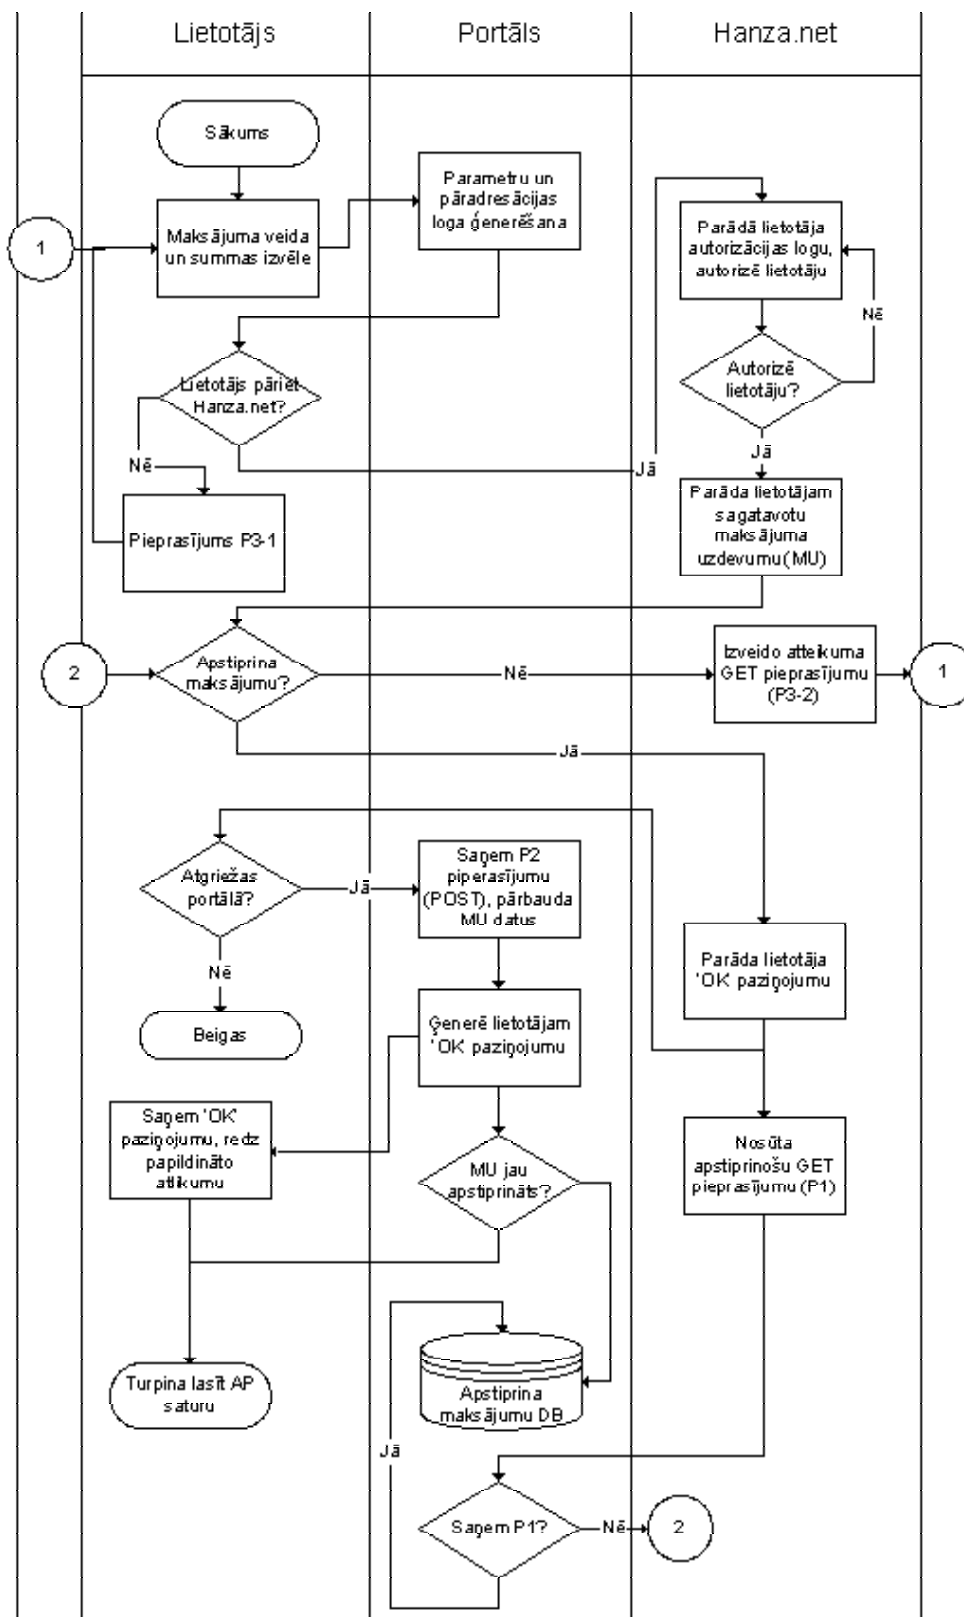 Lietotājs
Portāls
Hanza.net
Sākums
Parametru un
pāradresācijas
loga ģenerēšana
Parādā lietotāja
autorizācijas logu,
autorizē lietotāju
1
Maksājuma veida
un summas izvēle
Nē
Lietotājs pāriet
Hanza.net?
Autorizē
lietotāju?
Jā
Nē
Jā
Pieprasījums P3-1
Parāda lietotājam
sagatavotu
maksājuma
uzdevumu(MU)
2
Apstiprina
maksājumu?
Nē
Izveido atteikuma
GET pieprasījumu
(P3-2)
1
Jā
Atgriežas
portālā?
Jā
Saņem P2
piperasījumu
(POST), pārbauda
MU datus
Nē
Parāda lietotāja
'OK' paziņojumu
Beigas
Ģenerē lietotājam
'OK' paziņojumu
Saņem 'OK'
paziņojumu, redz
papildināto
atlikumu
MU jau
apstiprināts?
Nosūta
apstiprinošu GET
pieprasījumu (P1)
Turpina lasīt AP
saturu
Apstiprina
maksājumu DB
Jā
Saņem P1?
Nē
2